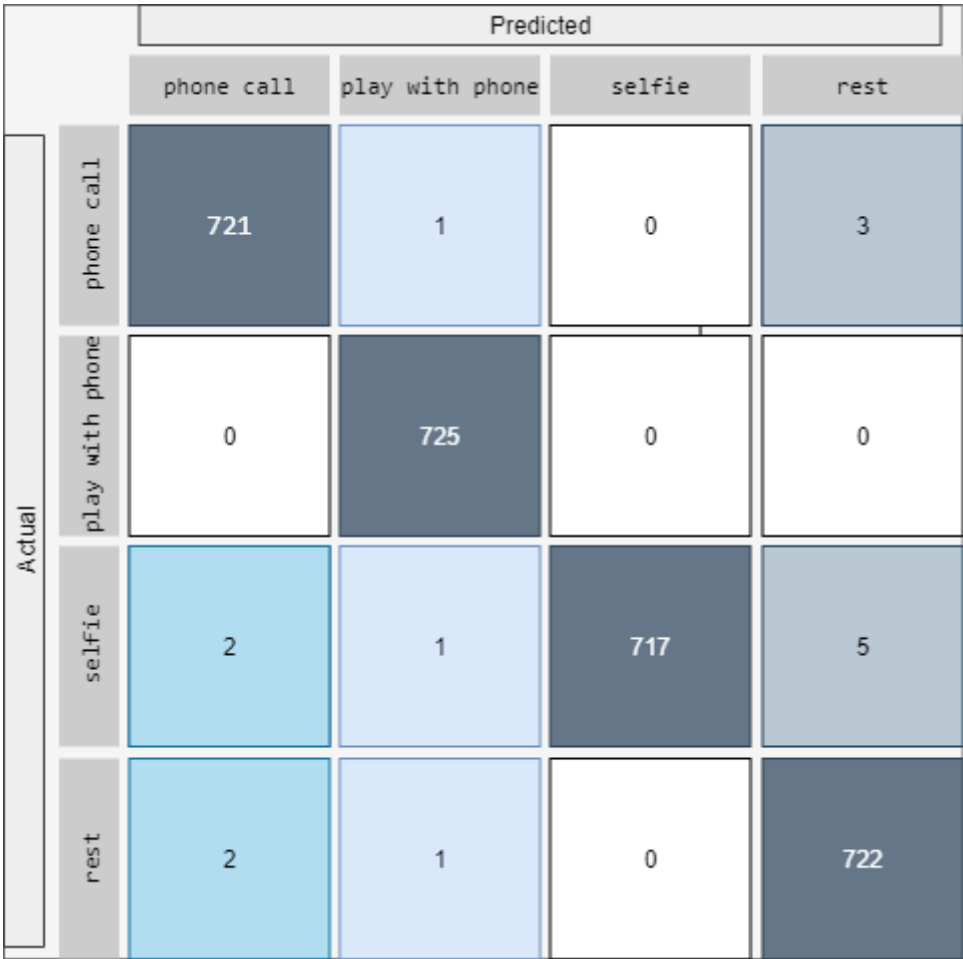 Predicted
phone call play with phone selfie rest
Actual
phone call 721 1 0 3
play with phone 0 725 0 0
selfie 2 1 717 5
rest 2 1 0 722